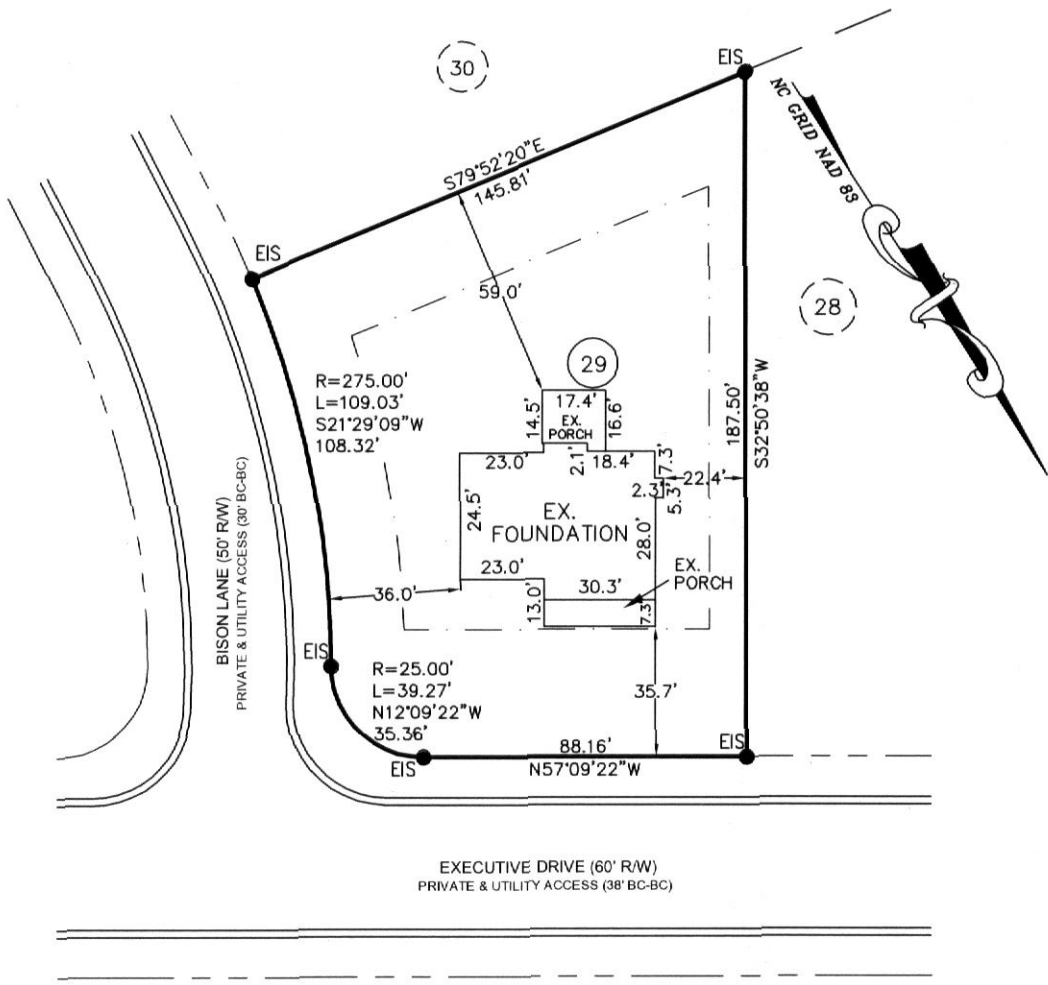 30
EIS
NC GRID NAD 83
S79°52'20"E
145.81'
EIS
59.0'
28
29
R=275.00'
L=109.03'
S21°29'09"W
108.32'
17.4'
14.5'
EX.
PORCH
16.6'
187.50'
S32°50'38"W
23.0'
2.1'
18.4'
7.3'
22.4'
2.3'
5.3'
24.5'
EX.
FOUNDATION
28.0'
23.0'
EX.
PORCH
30.3'
36.0'
13.0'
7.3'
BISON LANE (50' R/W)
PRIVATE & UTILITY ACCESS (30' BC-BC)
EIS
R=25.00'
L=39.27'
N12°09'22"W
35.36'
35.7'
EIS
88.16'
N57°09'22"W
EIS
EXECUTIVE DRIVE (60' R/W)
PRIVATE & UTILITY ACCESS (38' BC-BC)